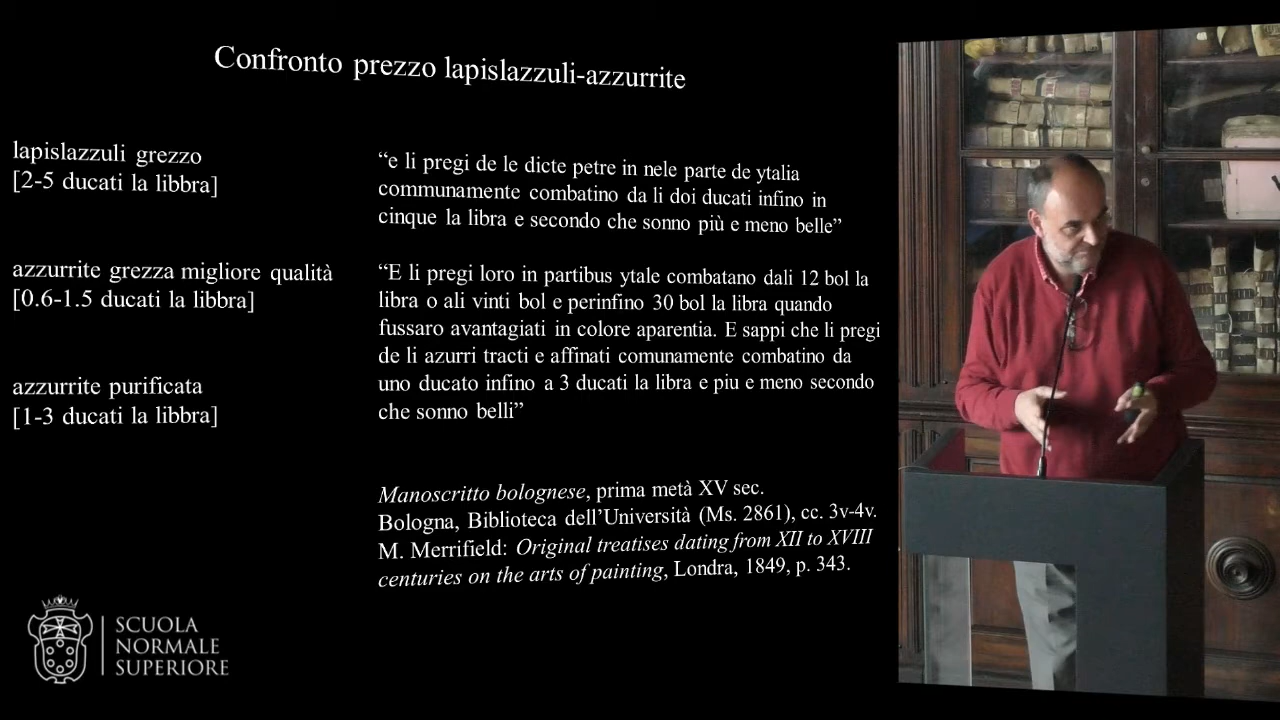 Confronto prezzo lapislazzuli-azzurrite
lapislazzuli grezzo
[2-5 ducati la libbra]
“e li pregi de le dicte petre in nele parte de ytalia
communamente combatino da li doi ducati infino in
cinque la libra e secondo che sonno più e meno belle”
azzurrite grezza migliore qualità
[0.6-1.5 ducati la libbra]
“E li pregi loro in partibus ytale combatano dali 12 bol la
libra o ali vinti bol e perinfino 30 bol la libra quando
fussaro avantagiati in colore aparentia. E sappi che li pregi
de li azurri tracti e affinati comunamente combatino da
uno ducato infino a 3 ducati la libra e piu e meno secondo
che sonno belli”
azzurrite purificata
[1-3 ducati la libbra]
Manoscritto bolognese, prima metà XV sec.
Bologna, Biblioteca dell’Università (Ms. 2861), cc. 3v-4v.
M. Merrifield: Original treatises dating from XII to XVIII
centuries on the arts of painting, Londra, 1849, p. 343.
SCUOLA
NORMALE
SUPERIORE